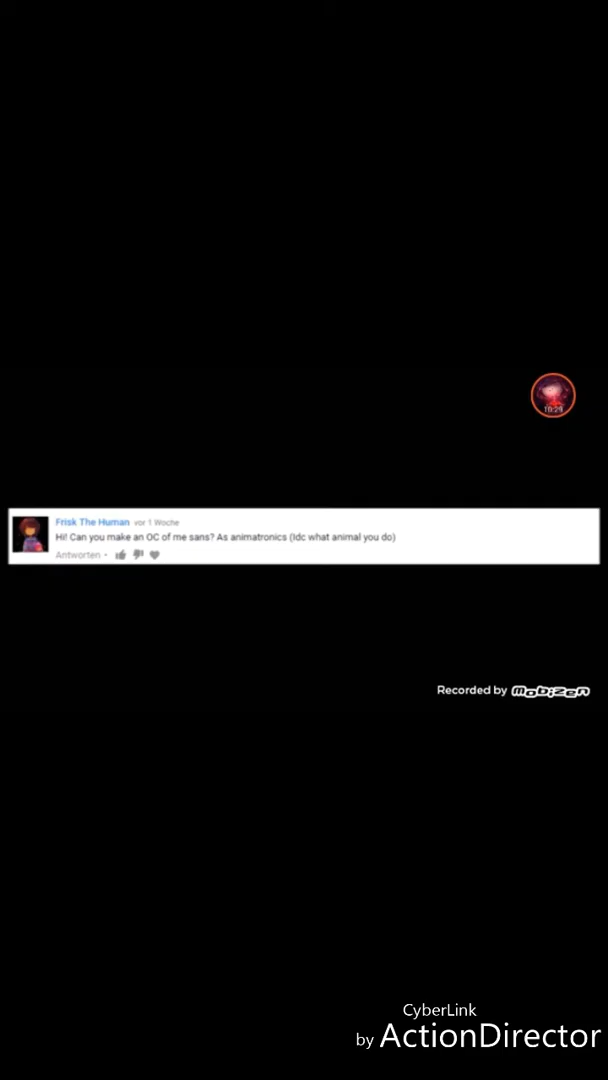 10:29
Frisk The Human vor 1 Woche
Hi! Can you make an OC of me sans? As animatronics (Idc what animal you do)
Antworten •
Recorded by Mobizen
CyberLink
by ActionDirector